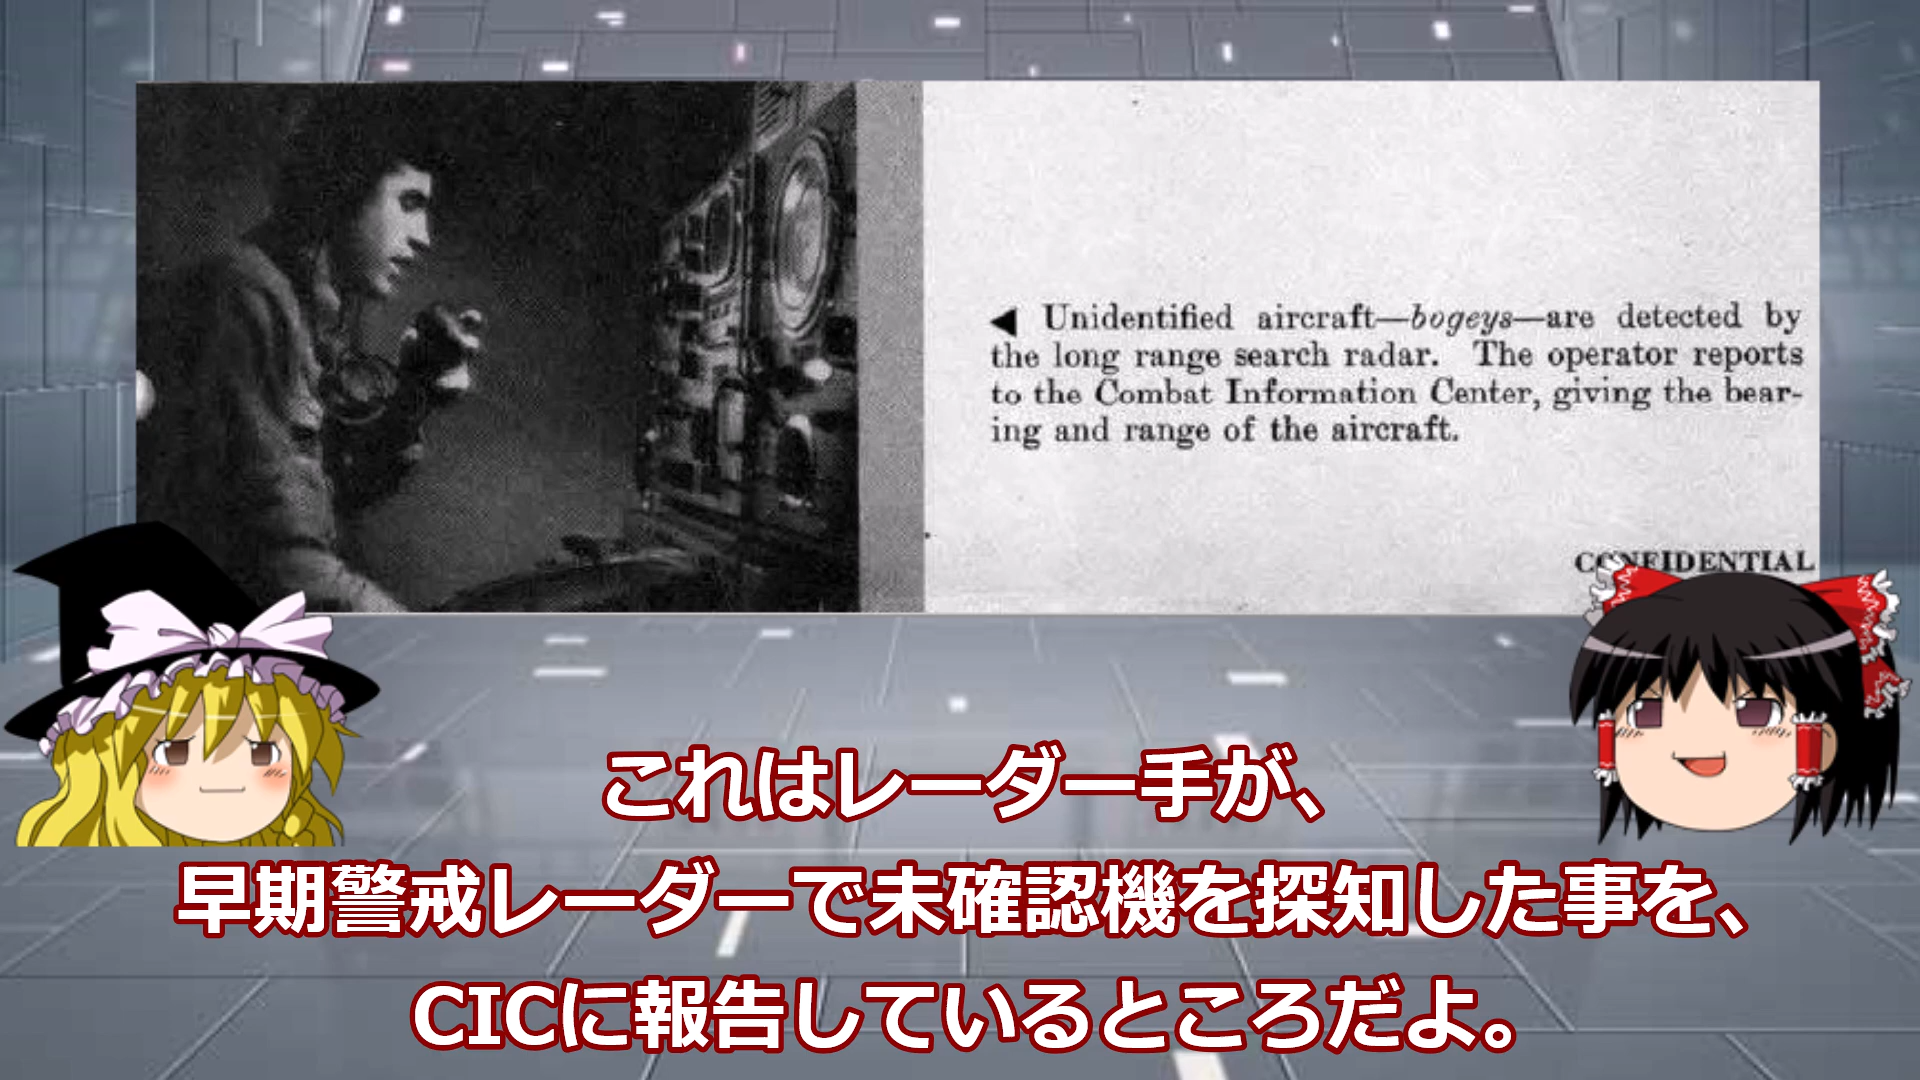 ◀ Unidentified aircraft—bogeys—are detected by
the long range search radar. The operator reports
to the Combat Information Center, giving the bear-
ing and range of the aircraft.
CONFIDENTIAL
これはレーダー手が、
早期警戒レーダーで未確認機を探知した事を、
CICに報告しているところだよ。